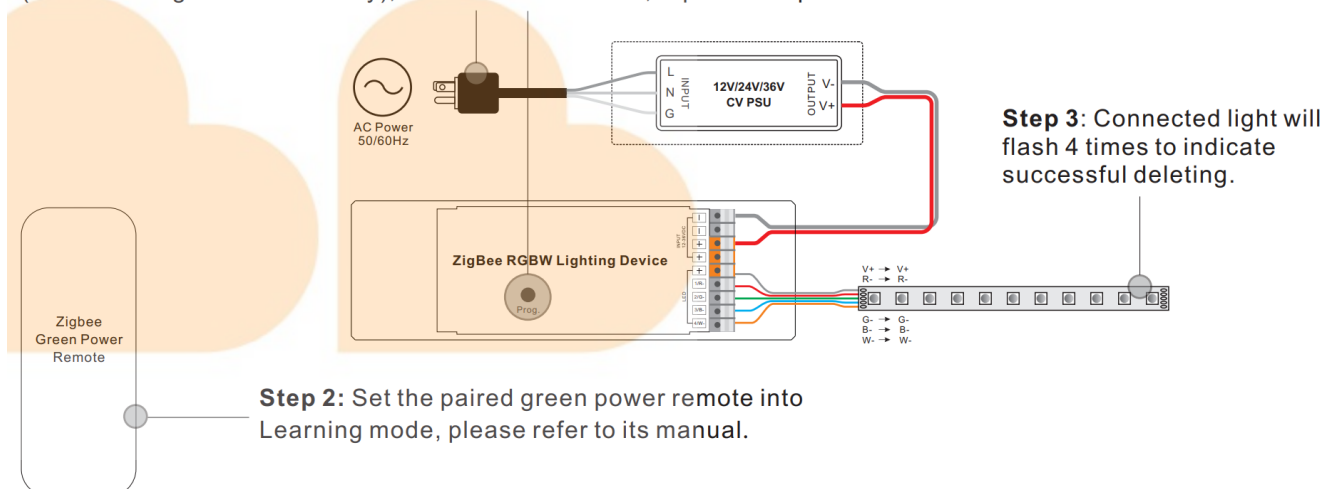 AC Power
50/60Hz
L
N
G
INPUT
12V/24V/36V
CV PSU
OUTPUT
V-
V+
Step 3: Connected light will
flash 4 times to indicate
successful deleting.
ZigBee RGBW Lighting Device
Prog.
INPUT
LED
V+ → V+
R- → R-
G- → G-
B- → B-
W- → W-
Zigbee
Green Power
Remote
Step 2: Set the paired green power remote into
Learning mode, please refer to its manual.